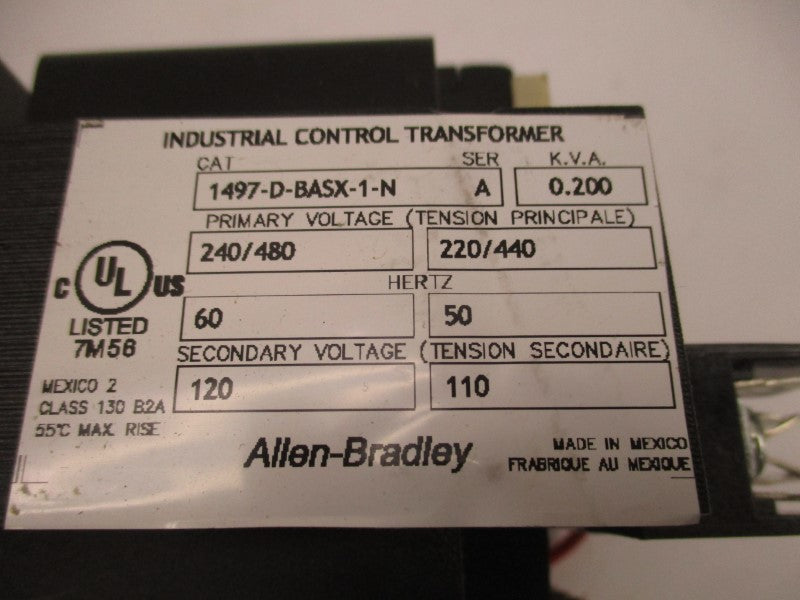 INDUSTRIAL CONTROL TRANSFORMER
CAT SER K.V.A.
1497-D-BASX-1-N A 0.200
PRIMARY VOLTAGE (TENSION PRINCIPALE)
240/480 220/440
HERTZ
60 50
SECONDARY VOLTAGE (TENSION SECONDAIRE)
120 110
C UL US
LISTED
7M56
MEXICO 2
CLASS 130 B2A
55°C MAX. RISE
Allen-Bradley
MADE IN MEXICO
FRABRIQUE AU MEXIQUE